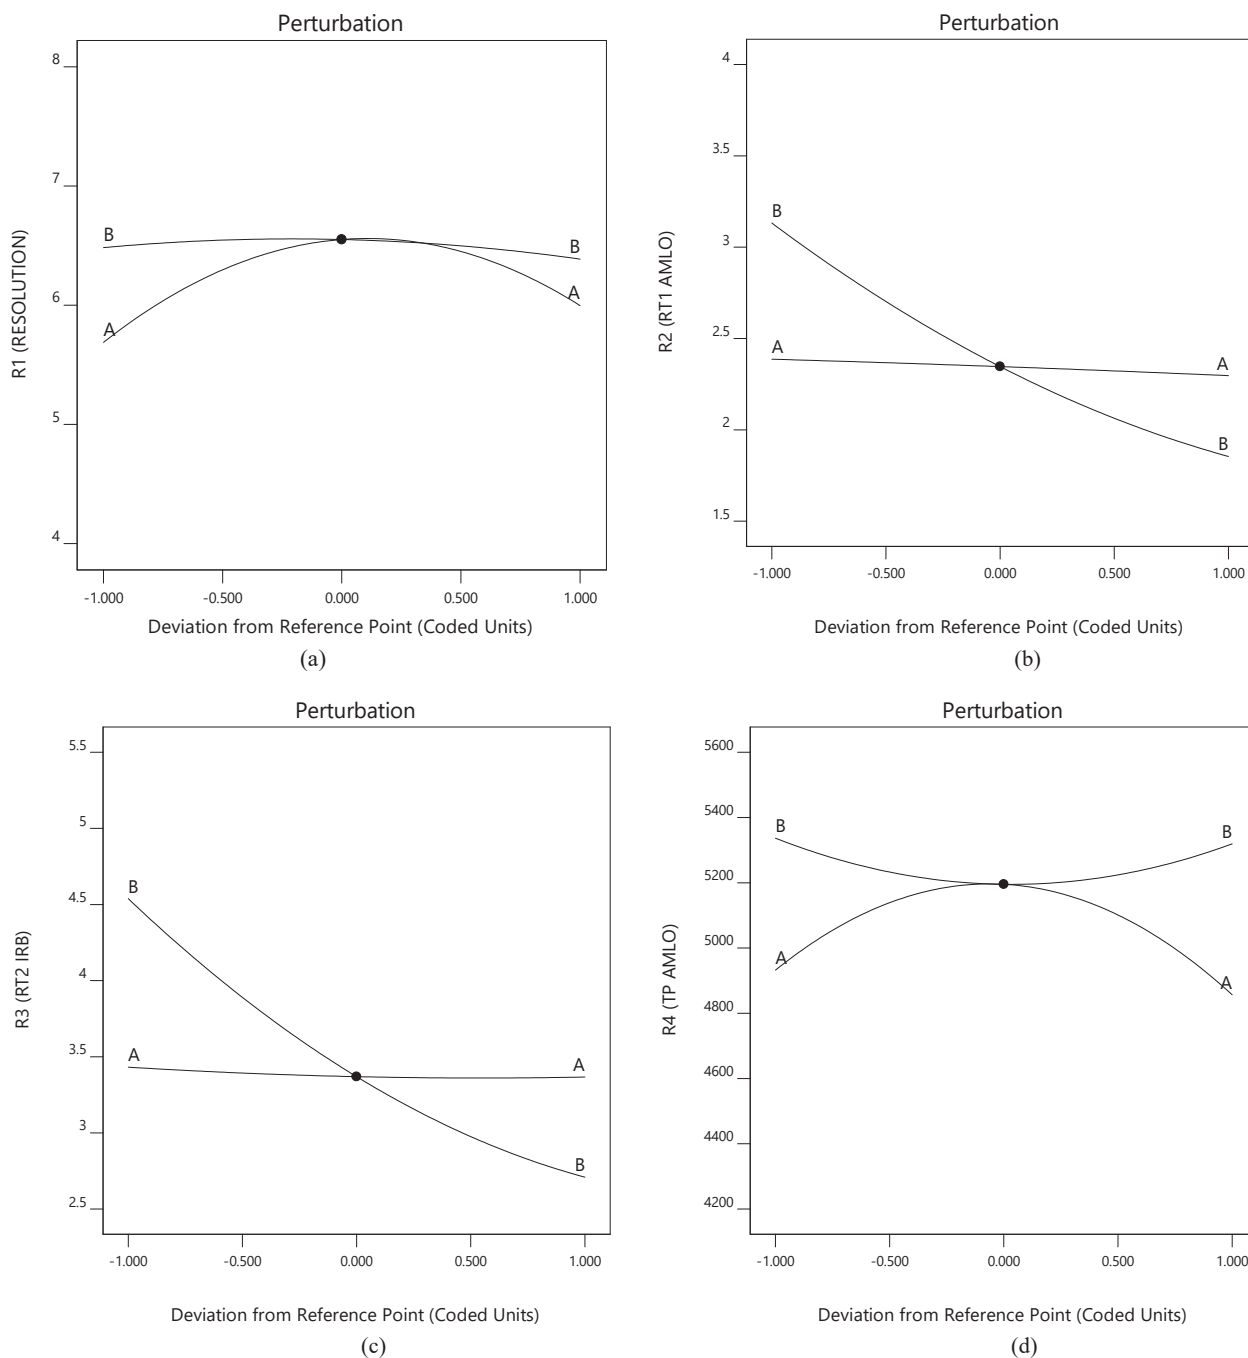 Perturbation
8
7
6
5
4
B
B
A
A
R1 (RESOLUTION)
-1.000 -0.500 0.000 0.500 1.000
Deviation from Reference Point (Coded Units)
(a)
Perturbation
4
3.5
3
2.5
2
1.5
B
A
A
B
R2 (RT1 AMLO)
-1.000 -0.500 0.000 0.500 1.000
Deviation from Reference Point (Coded Units)
(b)
Perturbation
5.5
5
4.5
4
3.5
3
2.5
B
A
A
B
R3 (RT2 IRB)
-1.000 -0.500 0.000 0.500 1.000
Deviation from Reference Point (Coded Units)
(c)
Perturbation
5600
5400
5200
5000
4800
4600
4400
4200
B
B
A
A
R4 (TP AMLO)
-1.000 -0.500 0.000 0.500 1.000
Deviation from Reference Point (Coded Units)
(d)